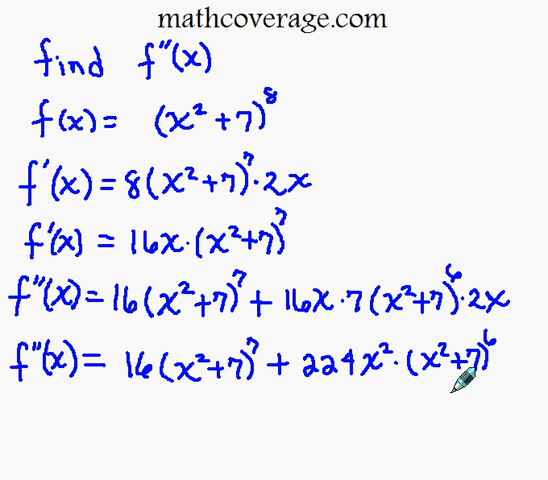 mathcoverage.com
find f''(x)
f(x) = (x² + 7)⁸
f'(x) = 8(x² + 7)⁷ · 2x
f'(x) = 16x · (x² + 7)⁷
f''(x) = 16(x² + 7)⁷ + 16x · 7(x² + 7)⁶ · 2x
f''(x) = 16(x² + 7)⁷ + 224x² · (x² + 7)⁶